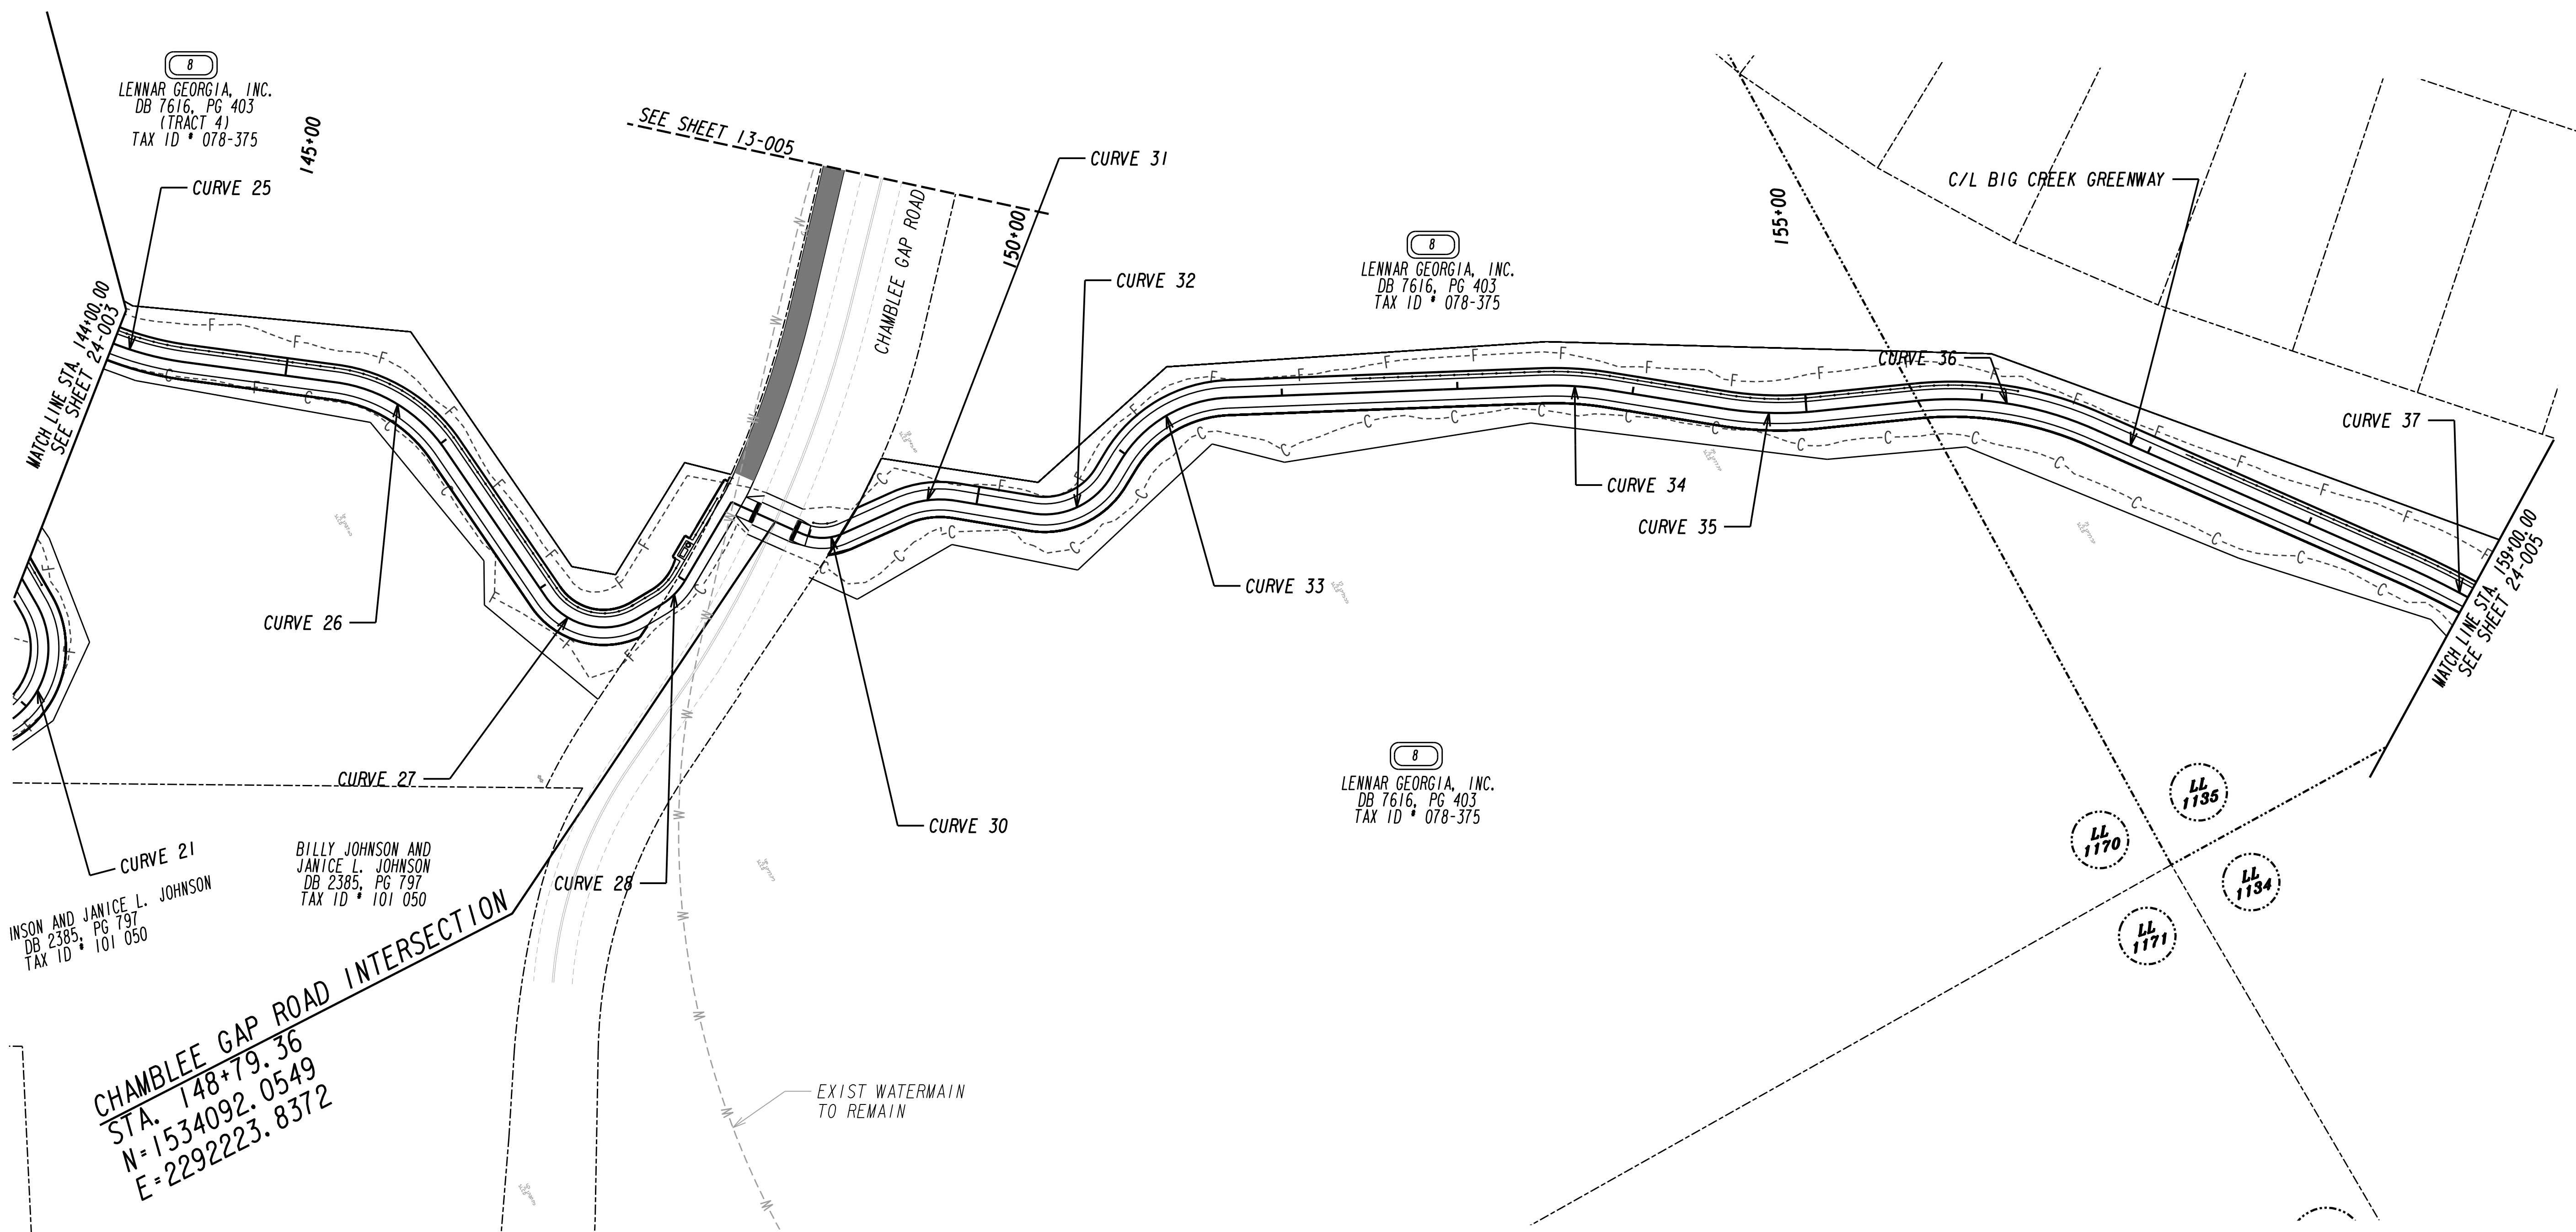 8
LENNAR GEORGIA, INC.
DB 7616, PG 403
(TRACT 4)
TAX ID # 078-375
145+00
CURVE 25
SEE SHEET 13-005
CHAMBLEE GAP ROAD
150+00
CURVE 31
CURVE 32
8
LENNAR GEORGIA, INC.
DB 7616, PG 403
TAX ID # 078-375
155+00
C/L BIG CREEK GREENWAY
CURVE 36
CURVE 37
MATCH LINE STA. 144+00.00
SEE SHEET 24-003
CURVE 34
CURVE 35
CURVE 33
CURVE 26
MATCH LINE STA. 159+00.00
SEE SHEET 24-005
CURVE 27
CURVE 30
CURVE 28
CURVE 21
8
LENNAR GEORGIA, INC.
DB 7616, PG 403
TAX ID # 078-375
LL
1135
LL
1170
LL
1134
LL
1171
BILLY JOHNSON AND
JANICE L. JOHNSON
DB 2385, PG 797
TAX ID # 101 050
INSON AND JANICE L. JOHNSON
DB 2385, PG 797
TAX ID # 101 050
CHAMBLEE GAP ROAD INTERSECTION
STA. 148+79.36
N=1534092.0549
E=2292223.8372
EXIST WATERMAIN
TO REMAIN